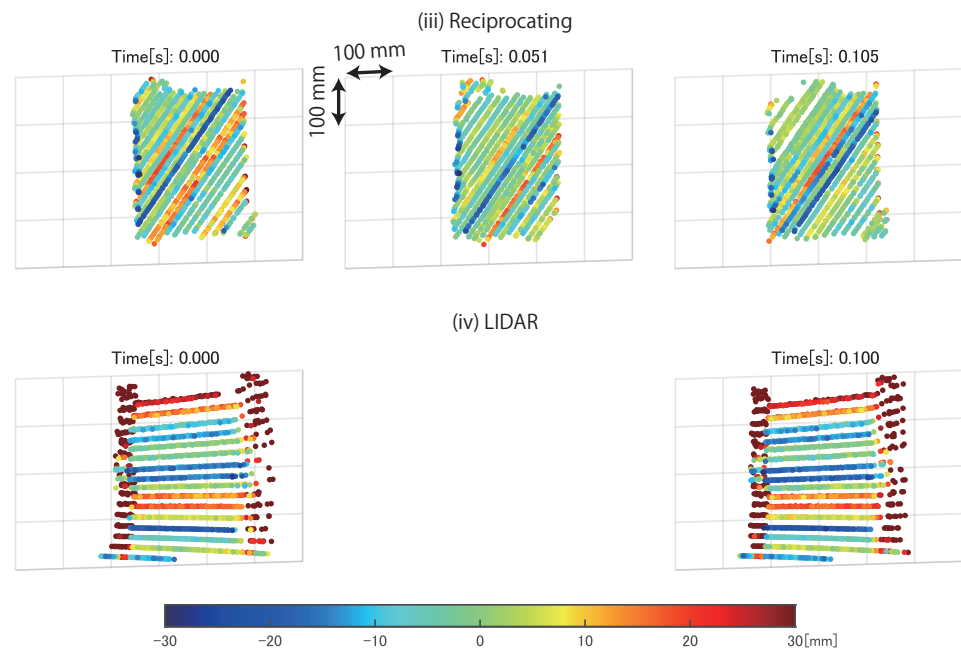 (iii) Reciprocating
Time[s]: 0.000
100 mm
100 mm
Time[s]: 0.051
Time[s]: 0.105
(iv) LIDAR
Time[s]: 0.000
Time[s]: 0.100
-30 -20 -10 0 10 20 30[mm]